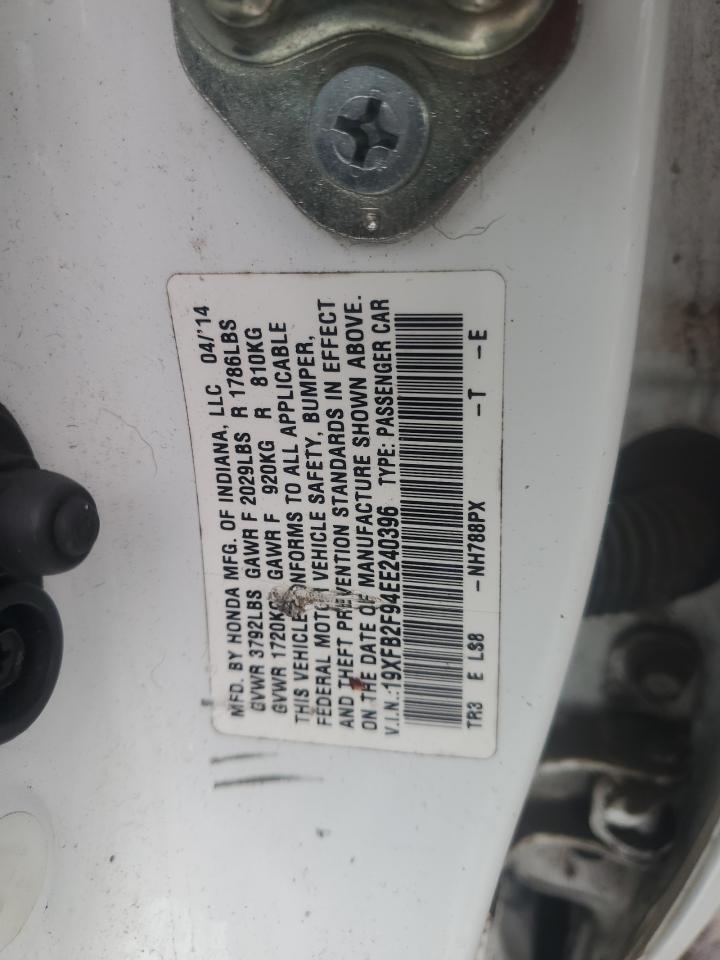 MFD. BY HONDA MFG. OF INDIANA, LLC 04/'14
GVWR 3792LBS GAWR F 2029LBS R 1786LBS
GVWR 1720KG GAWR F 920KG R 810KG
THIS VEHICLE CONFORMS TO ALL APPLICABLE
FEDERAL MOTOR VEHICLE SAFETY, BUMPER,
AND THEFT PREVENTION STANDARDS IN EFFECT
ON THE DATE OF MANUFACTURE SHOWN ABOVE.
V.I.N.:19XFB2F94EE240396 TYPE: PASSENGER CAR
TR3 E LS8 -NH788PX -T -E